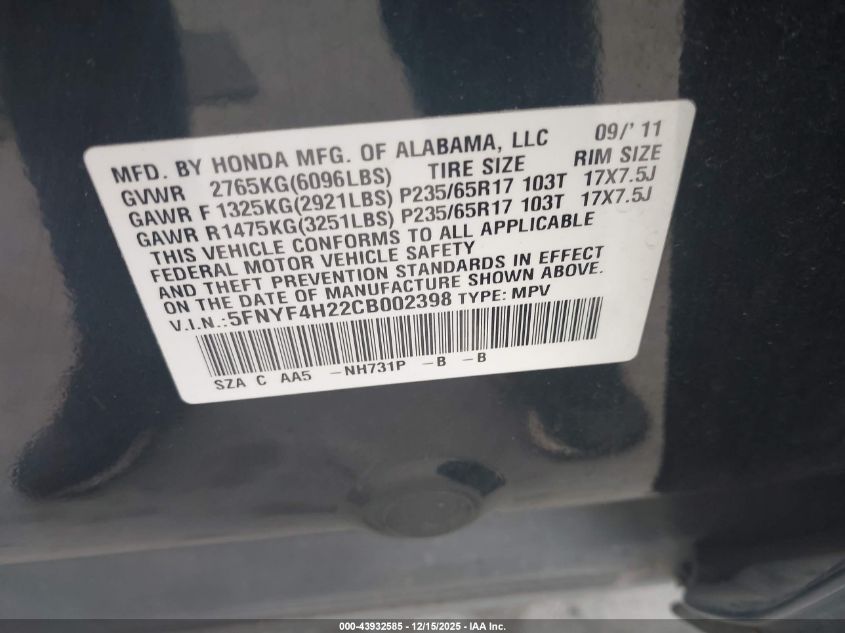 MFD. BY HONDA MFG. OF ALABAMA, LLC 09/' 11
GVWR 2765KG(6096LBS) TIRE SIZE RIM SIZE
GAWR F 1325KG(2921LBS) P235/65R17 103T 17X7.5J
GAWR R1475KG(3251LBS) P235/65R17 103T 17X7.5J
THIS VEHICLE CONFORMS TO ALL APPLICABLE
FEDERAL MOTOR VEHICLE SAFETY
AND THEFT PREVENTION STANDARDS IN EFFECT
ON THE DATE OF MANUFACTURE SHOWN ABOVE.
V.I.N.:5FNYF4H22CB002398 TYPE: MPV
SZA C AA5 -NH731P -B -B
000-43932585 - 12/15/2025 - IAA Inc.